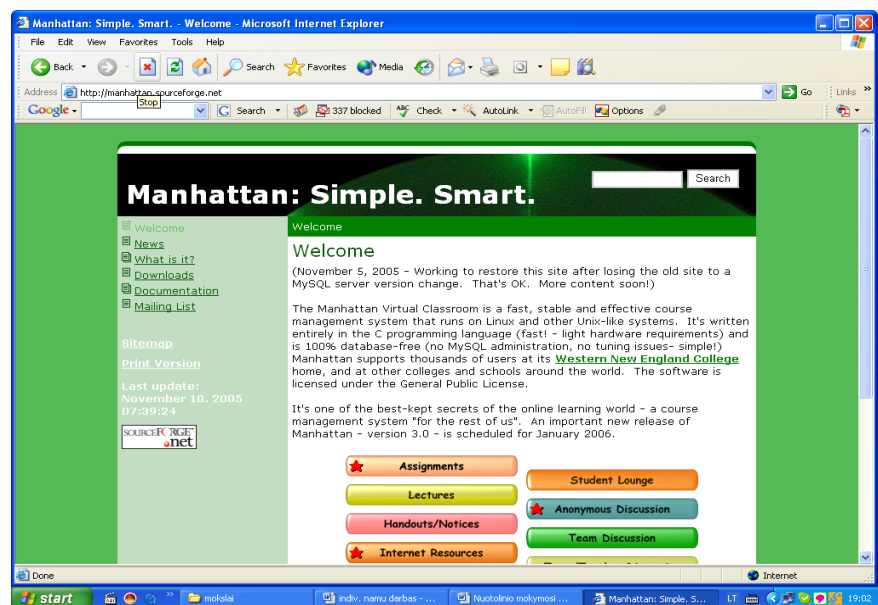 Manhattan: Simple. Smart. - Welcome - Microsoft Internet Explorer
File Edit View Favorites Tools Help
Back Search Favorites Media
Address http://manhattan.sourceforge.net Go Links »
Stop
Google Search 337 blocked Check AutoLink AutoFill Options
Search
Manhattan: Simple. Smart.
Welcome
News
What is it?
Downloads
Documentation
Mailing List
Sitemap
Print Version
Last update:
November 10. 2005
07:39:24
SOURCEFORGE
.net
Welcome
Welcome
(November 5, 2005 - Working to restore this site after losing the old site to a
MySQL server version change. That's OK. More content soon!)
The Manhattan Virtual Classroom is a fast, stable and effective course
management system that runs on Linux and other Unix-like systems. It's written
entirely in the C programming language (fast! - light hardware requirements) and
is 100% database-free (no MySQL administration, no tuning issues- simple!)
Manhattan supports thousands of users at its Western New England College
home, and at other colleges and schools around the world. The software is
licensed under the General Public License.
It's one of the best-kept secrets of the online learning world - a course
management system "for the rest of us". An important new release of
Manhattan - version 3.0 - is scheduled for January 2006.
Assignments
Lectures
Handouts/Notices
Internet Resources
Student Lounge
Anonymous Discussion
Team Discussion
Done Internet
start » mokslai indiv. namu darbas - ... Nuotolinio mokymosi ... Manhattan: Simple. S... LT 19:02